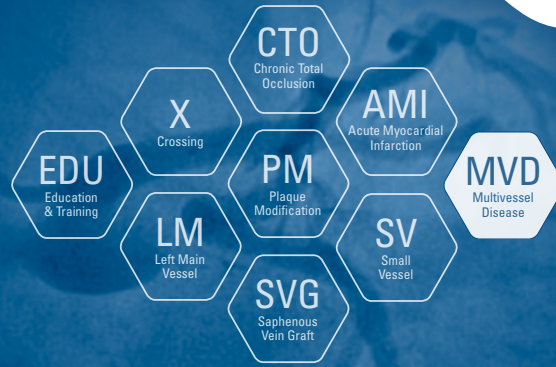 CTO
Chronic Total
Occlusion
X
Crossing
AMI
Acute Myocardial
Infarction
EDU
Education
& Training
PM
Plaque
Modification
MVD
Multivessel
Disease
LM
Left Main
Vessel
SV
Small
Vessel
SVG
Saphenous
Vein Graft